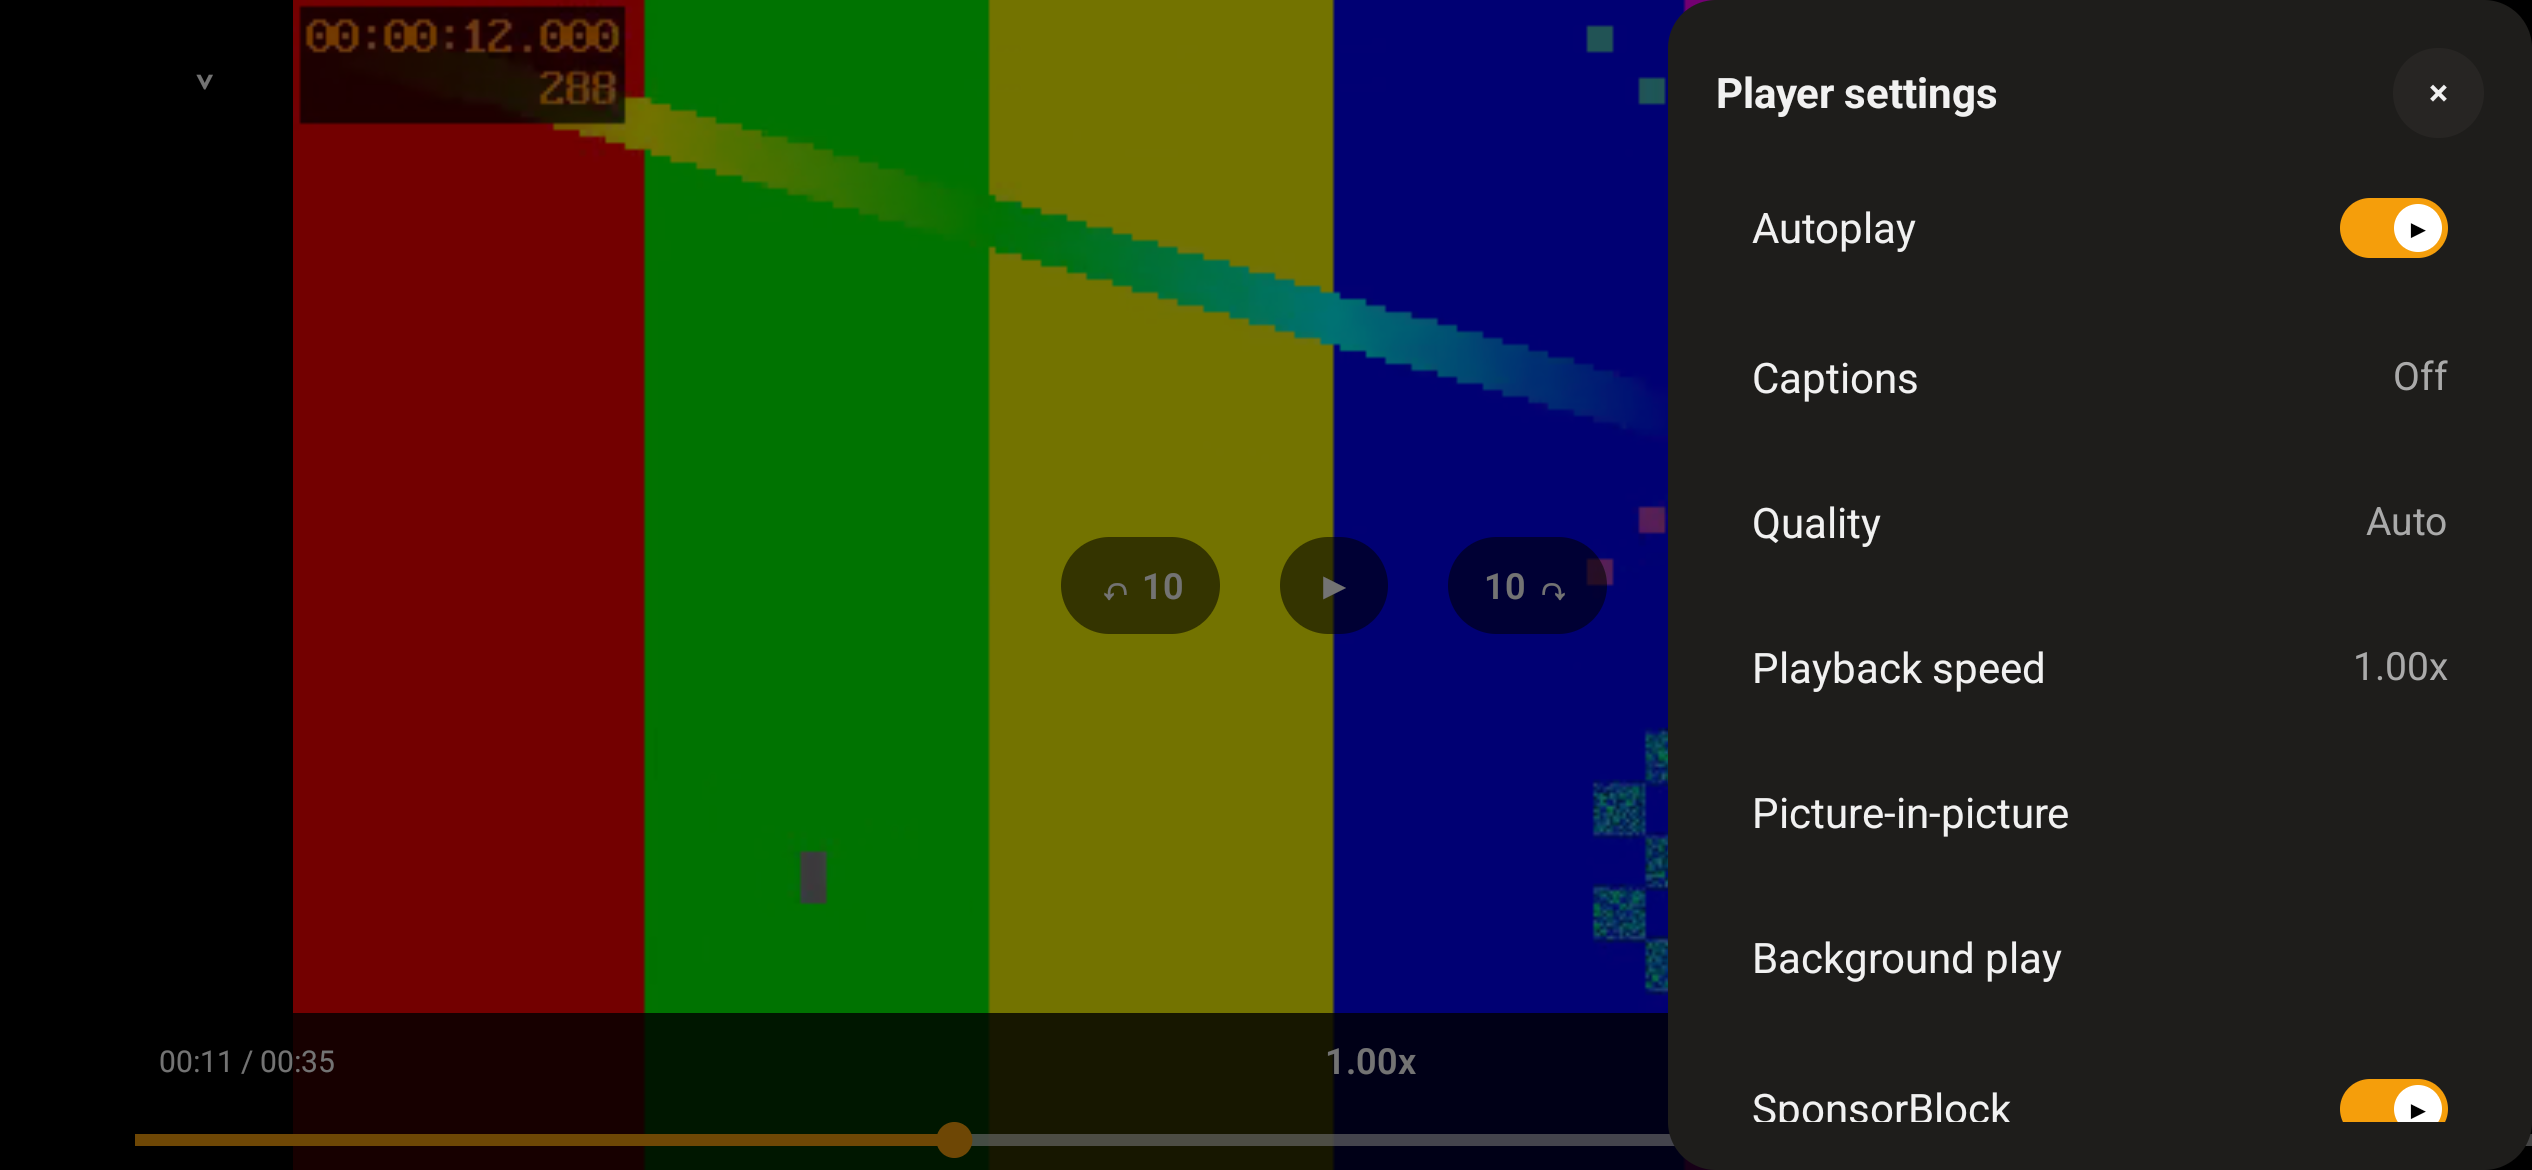 00:00:12.000
288
10
10
00:11 / 00:35
1.00x
Player settings
Autoplay
Captions Off
Quality Auto
Playback speed 1.00x
Picture-in-picture
Background play
SponsorBlock